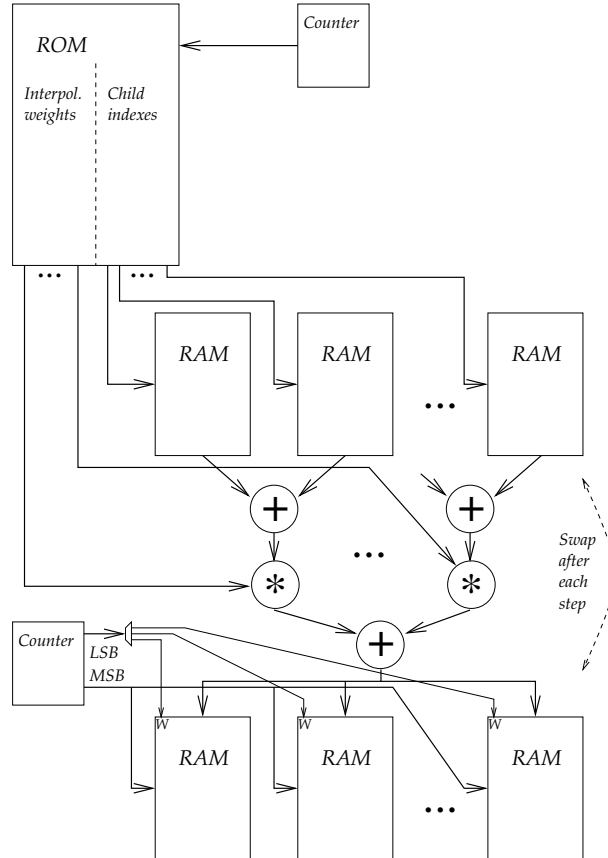 ROM
Counter
Interpol.
weights
Child
indexes
...
...
RAM
RAM
RAM
...
+
+
Swap
after
each
step
...
*
*
+
Counter
LSB
MSB
W
W
W
RAM
RAM
RAM
...